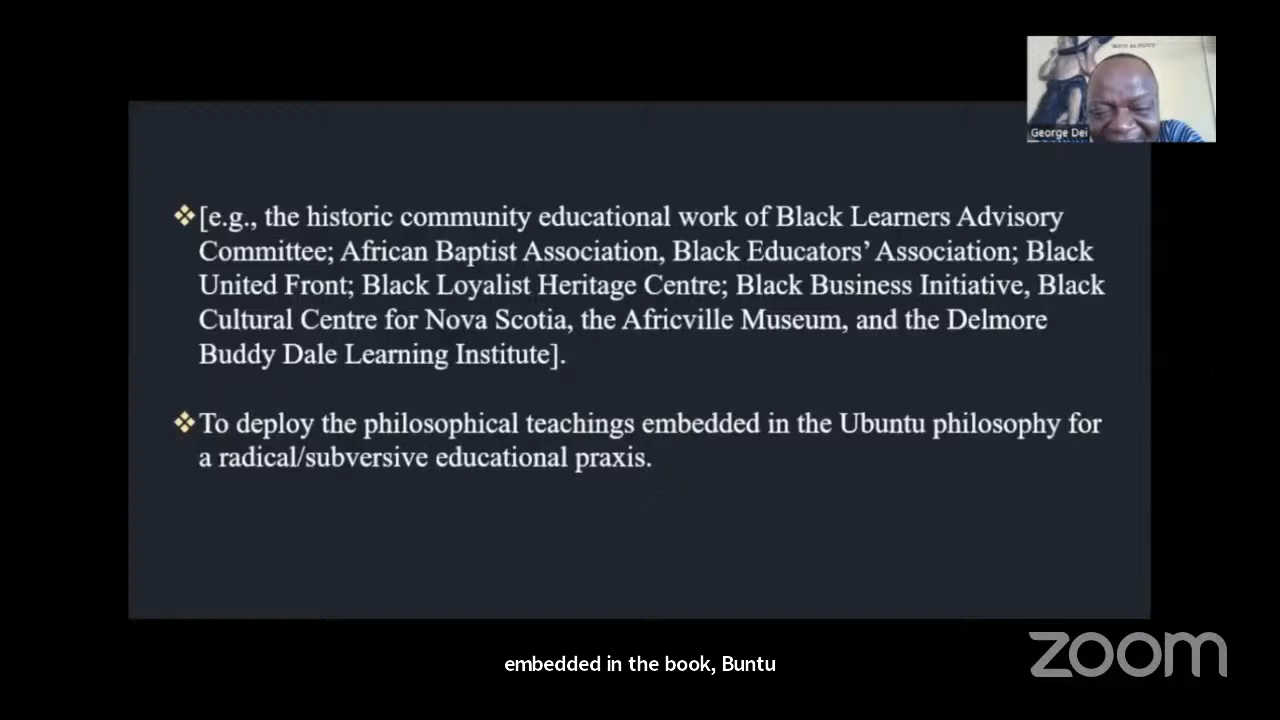 George Dei
❖[e.g., the historic community educational work of Black Learners Advisory
Committee; African Baptist Association, Black Educators’ Association; Black
United Front; Black Loyalist Heritage Centre; Black Business Initiative, Black
Cultural Centre for Nova Scotia, the Africville Museum, and the Delmore
Buddy Dale Learning Institute].
❖To deploy the philosophical teachings embedded in the Ubuntu philosophy for
a radical/subversive educational praxis.
embedded in the book, Buntu
zoom